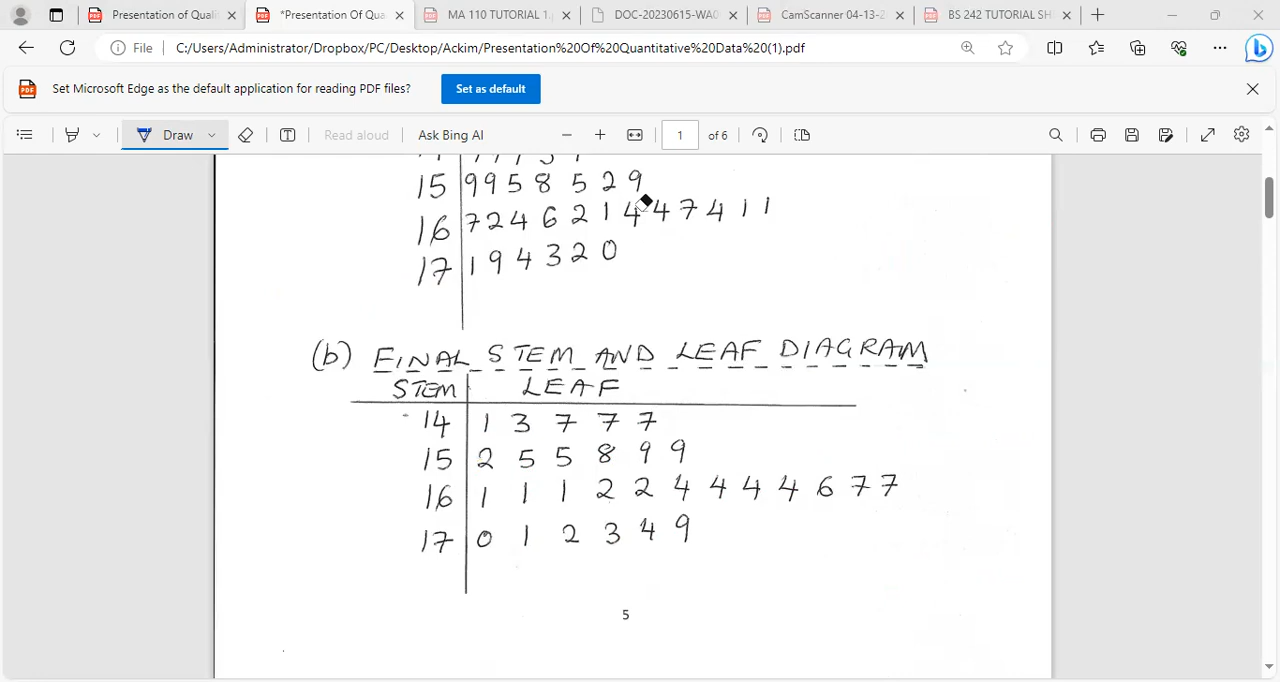 Presentation of Quali
*Presentation Of Qua
MA 110 TUTORIAL 1.p
DOC-20230615-WA0
CamScanner 04-13-2
BS 242 TUTORIAL SH
File
C:/Users/Administrator/Dropbox/PC/Desktop/Ackim/Presentation%20Of%20Quantitative%20Data%20(1).pdf
Set Microsoft Edge as the default application for reading PDF files?
Set as default
Draw
Read aloud
Ask Bing AI
1 of 6
15 9 9 5 8 5 2 9
16 7 2 4 6 2 1 4 4 7 4 1 1
17 1 9 4 3 2 0
(b) FINAL STEM AND LEAF DIAGRAM
STEM LEAF
14 1 3 7 7 7
15 2 5 5 8 9 9
16 1 1 1 2 2 4 4 4 4 6 7 7
17 0 1 2 3 4 9
5